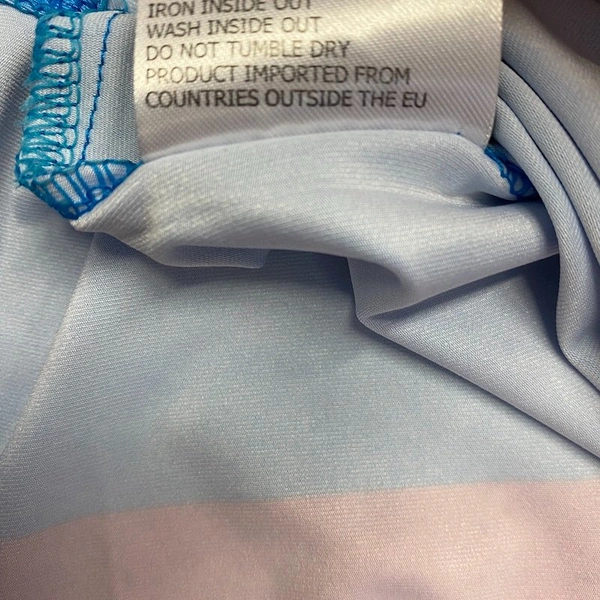 IRON INSIDE OUT
WASH INSIDE OUT
DO NOT TUMBLE DRY
PRODUCT IMPORTED FROM
COUNTRIES OUTSIDE THE EU